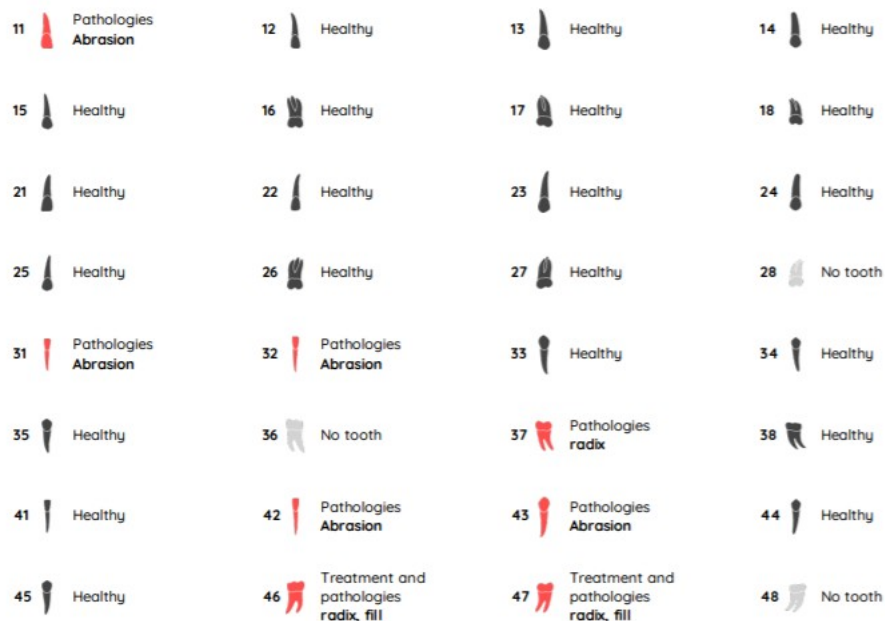 11 Pathologies
Abrasion
12 Healthy
13 Healthy
14 Healthy
15 Healthy
16 Healthy
17 Healthy
18 Healthy
21 Healthy
22 Healthy
23 Healthy
24 Healthy
25 Healthy
26 Healthy
27 Healthy
28 No tooth
31 Pathologies
Abrasion
32 Pathologies
Abrasion
33 Healthy
34 Healthy
35 Healthy
36 No tooth
37 Pathologies
radix
38 Healthy
41 Healthy
42 Pathologies
Abrasion
43 Pathologies
Abrasion
44 Healthy
45 Healthy
46 Treatment and
pathologies
radix, fill
47 Treatment and
pathologies
radix, fill
48 No tooth